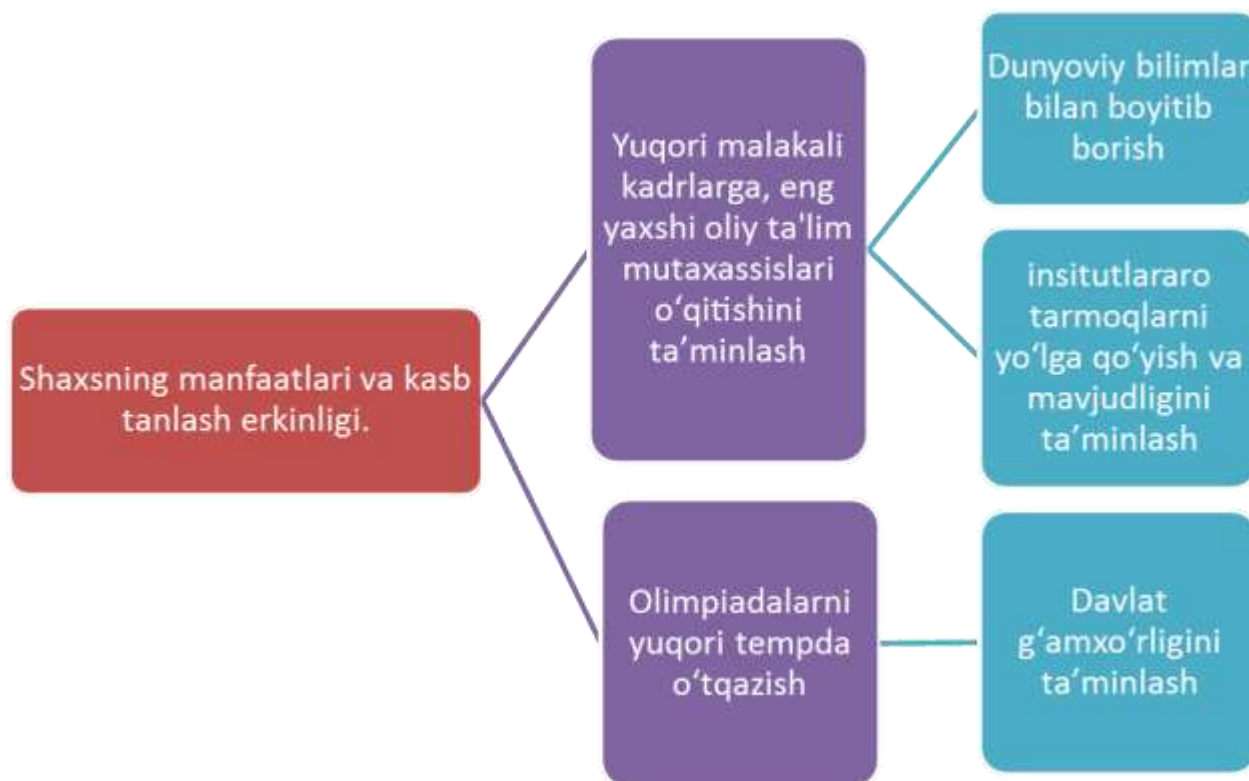 Shaxsning manfaatlari va kasb
tanlash erkinligi.
Yuqori malakali
kadrlarga, eng
yaxshi oliy ta'lim
mutaxassislari
o‘qitishini
ta’minlash
Olimpiadalarni
yuqori tempda
o‘tqazish
Dunyoviy bilimlar
bilan boyitib
borish
insitutlararo
tarmoqlarni
yo‘lga qo‘yish va
mavjudligini
ta’minlash
Davlat
g‘amxo‘rligini
ta’minlash